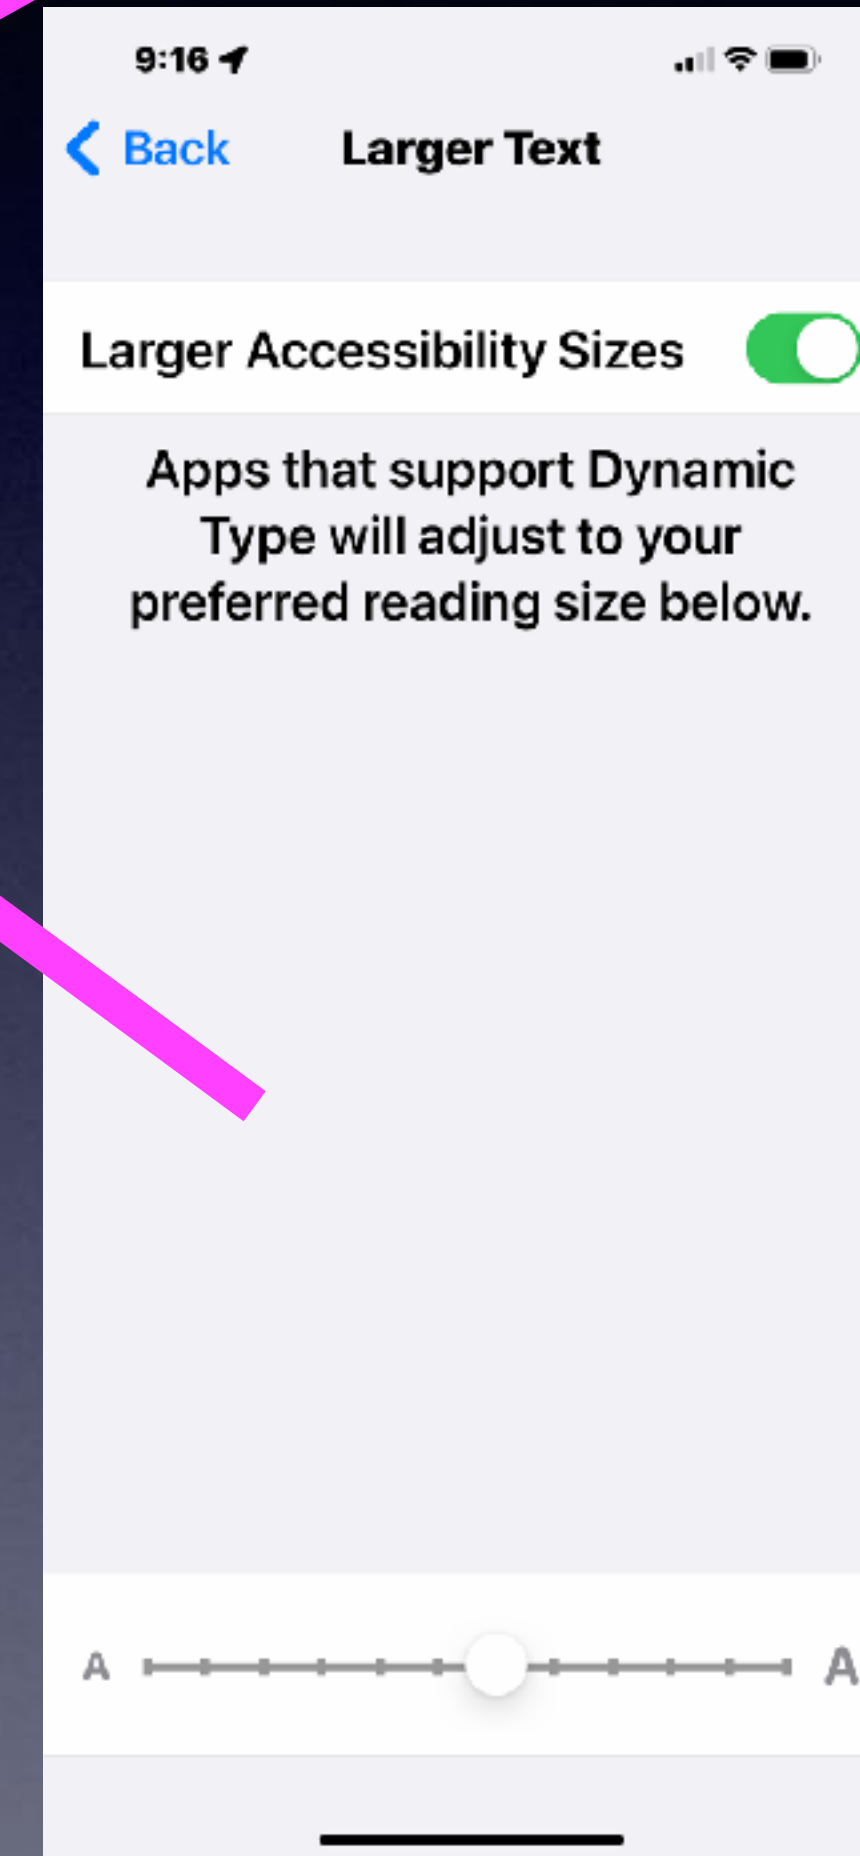 9:16
Back
Larger Text
Larger Accessibility Sizes
Apps that support Dynamic
Type will adjust to your
preferred reading size below.
A
A